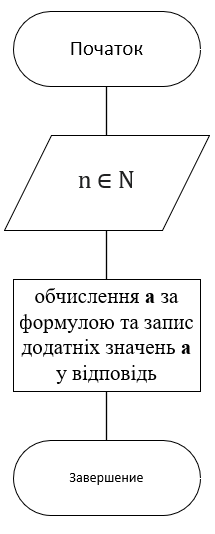 Початок
n ∈ N
обчислення a за
формулою та запис
додатніх значень a
у відповідь
Завершение